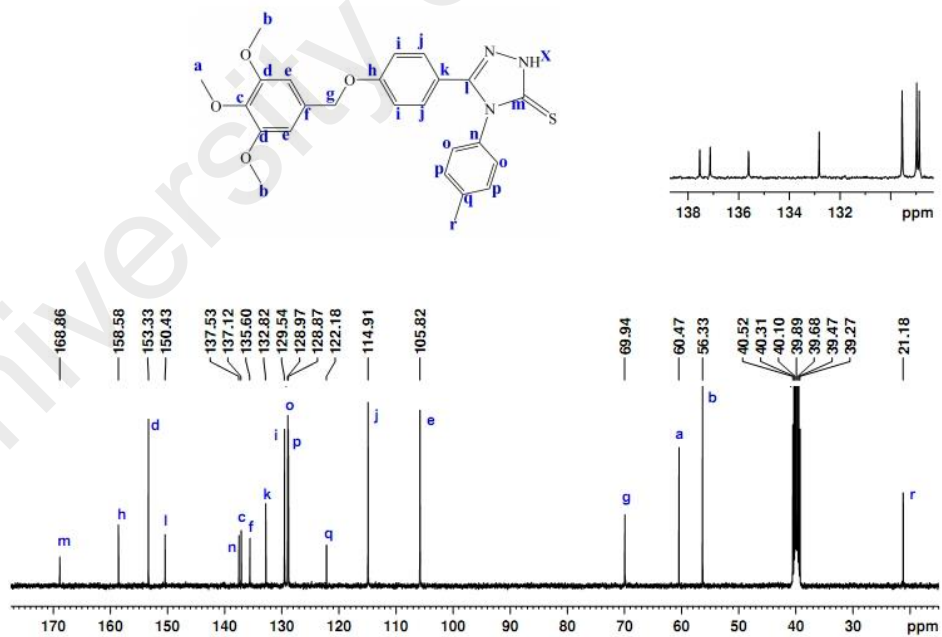 University of
b
O
i
j
N
NH
X
a
d
e
O
h
k
l
m
O
c
f
g
i
j
N
S
d
e
n
O
o
o
b
p
p
q
r
138 136 134 132 ppm
168.86
158.58
153.33
150.43
137.53
137.12
135.60
132.82
129.54
128.97
128.87
122.18
114.91
105.82
69.94
60.47
56.33
40.52
40.31
40.10
39.89
39.68
39.47
39.27
21.18
m
h
d
l
n
c
f
k
i
o
p
q
j
e
g
a
b
r
170 160 150 140 130 120 110 100 90 80 70 60 50 40 30 ppm